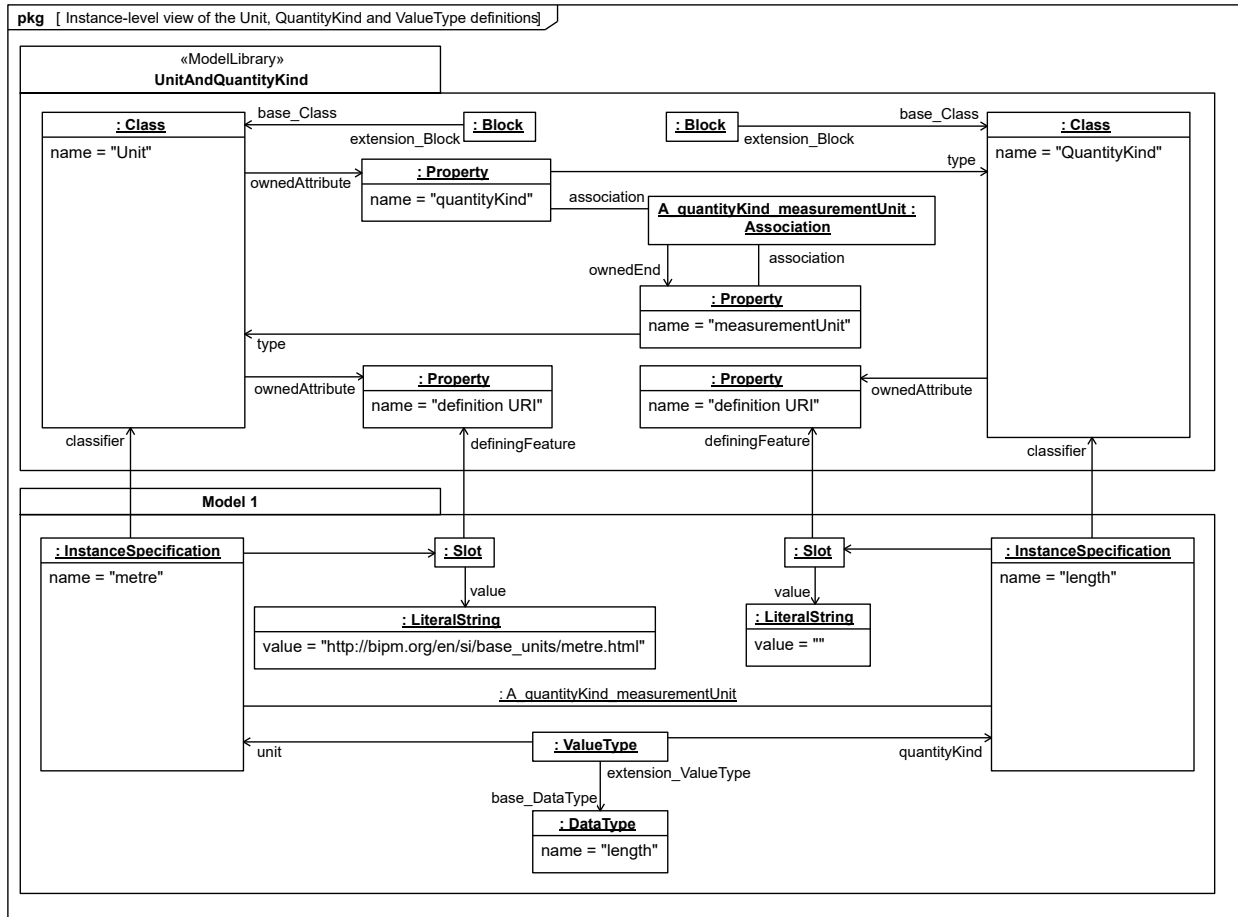 pkg [ Instance-level view of the Unit, QuantityKind and ValueType definitions]
«ModelLibrary»
UnitAndQuantityKind
: Class
name = "Unit"
base_Class
extension_Block
: Block
: Block
base_Class
extension_Block
: Class
name = "QuantityKind"
ownedAttribute
: Property
name = "quantityKind"
type
association
A_quantityKind_measurementUnit :
Association
ownedEnd
association
: Property
name = "measurementUnit"
type
ownedAttribute
: Property
name = "definition URI"
: Property
name = "definition URI"
ownedAttribute
classifier
definingFeature
definingFeature
classifier
Model 1
: InstanceSpecification
name = "metre"
: Slot
value
: LiteralString
value = "http://bipm.org/en/si/base_units/metre.html"
: Slot
value
: LiteralString
value = ""
: InstanceSpecification
name = "length"
: A_quantityKind_measurementUnit
unit
: ValueType
quantityKind
extension_ValueType
base_DataType
: DataType
name = "length"